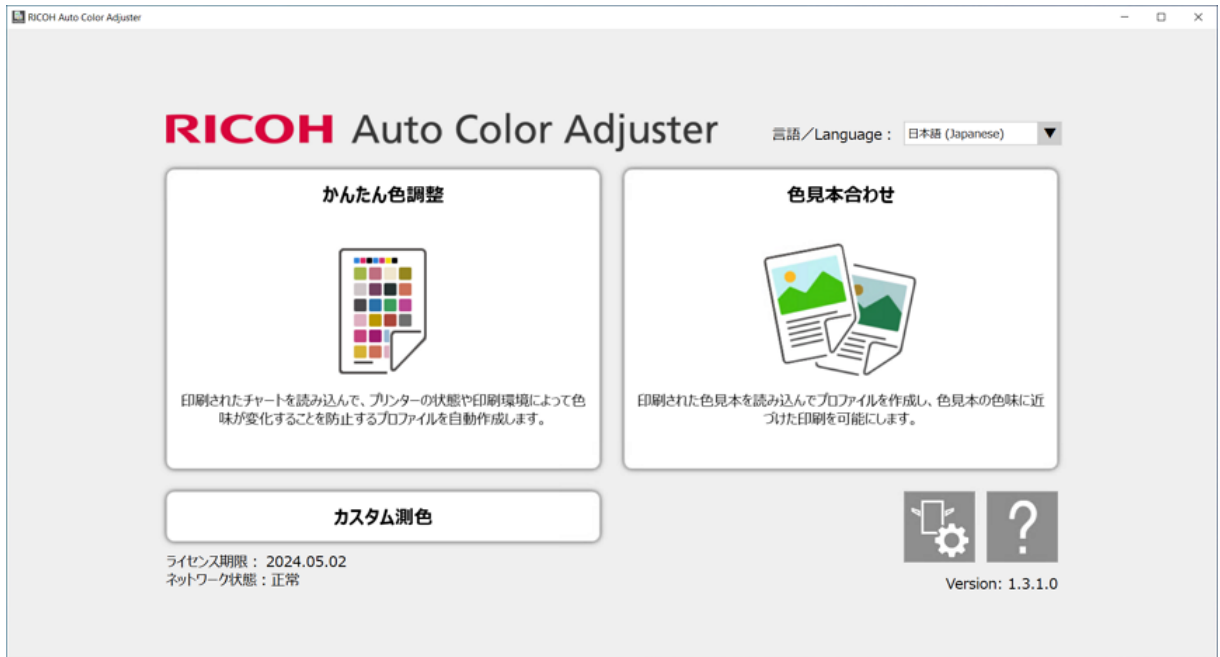 RICOH Auto Color Adjuster
RICOH Auto Color Adjuster
言語／Language : 日本語 (Japanese)
かんたん色調整
印刷されたチャートを読み込んで、プリンターの状態や印刷環境によって色
味が変化することを防止するプロファイルを自動作成します。
色見本合わせ
印刷された色見本を読み込んでプロファイルを作成し、色見本の色味に近
づけた印刷を可能にします。
カスタム測色
ライセンス期限： 2024.05.02
ネットワーク状態：正常
Version: 1.3.1.0